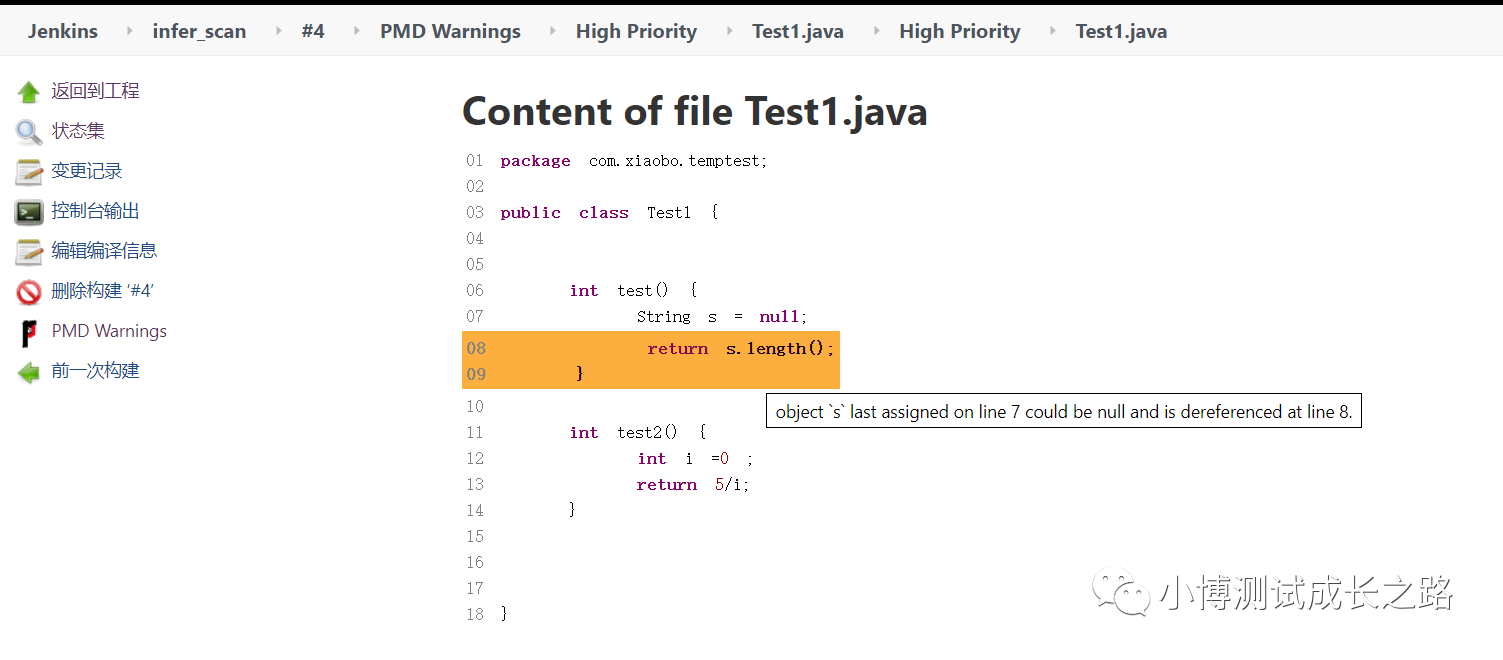 Jenkins infer_scan #4 PMD Warnings High Priority Test1.java High Priority Test1.java
返回到工程
状态集
变更记录
控制台输出
编辑编译信息
删除构建 ‘#4’
PMD Warnings
前一次构建
Content of file Test1.java
01 package com.xiaobo.temptest;
02
03 public class Test1 {
04
05
06 int test() {
07 String s = null;
08 return s.length();
09 }
object `s` last assigned on line 7 could be null and is dereferenced at line 8.
10
11 int test2() {
12 int i =0 ;
13 return 5/i;
14 }
15
16
17
18 }
小博测试成长之路